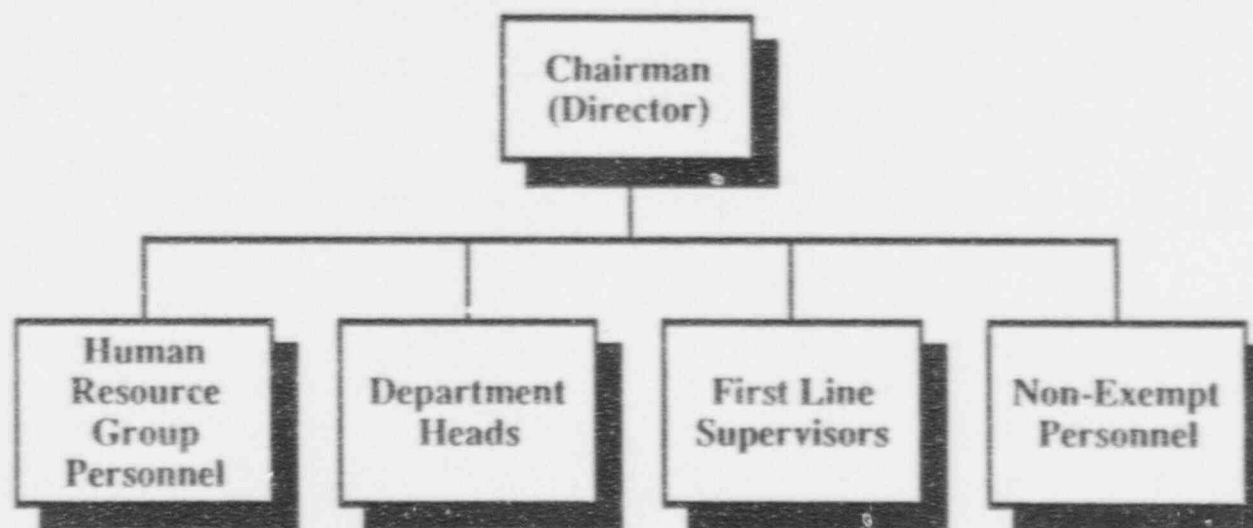 Chairman
(Director)
Human
Resource
Group
Personnel
Department
Heads
First Line
Supervisors
Non-Exempt
Personnel